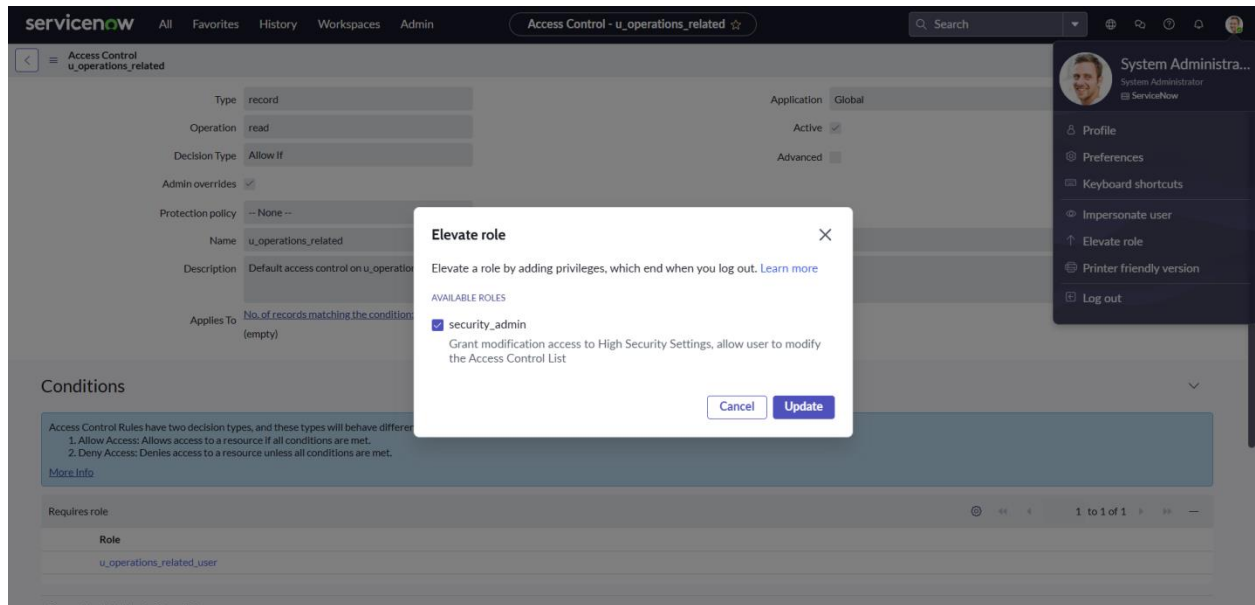 servicenow All Favorites History Workspaces Admin Access Control - u_operations_related ☆ Search
Access Control
u_operations_related
System Administra...
System Administrator
ServiceNow
Profile
Preferences
Keyboard shortcuts
Impersonate user
Elevate role
Printer friendly version
Log out
Type record
Application Global
Operation read
Active
Decision Type Allow If
Advanced
Admin overrides
Protection policy -- None --
Name u_operations_related
Description Default access control on u_operation
Applies To No. of records matching the condition:
(empty)
Elevate role
Elevate a role by adding privileges, which end when you log out. Learn more
AVAILABLE ROLES
security_admin
Grant modification access to High Security Settings, allow user to modify
the Access Control List
Cancel Update
Conditions
Access Control Rules have two decision types, and these types will behave differen
1. Allow Access: Allows access to a resource if all conditions are met.
2. Deny Access: Denies access to a resource unless all conditions are met.
More Info
Requires role 1 to 1 of 1
Role
u_operations_related_user